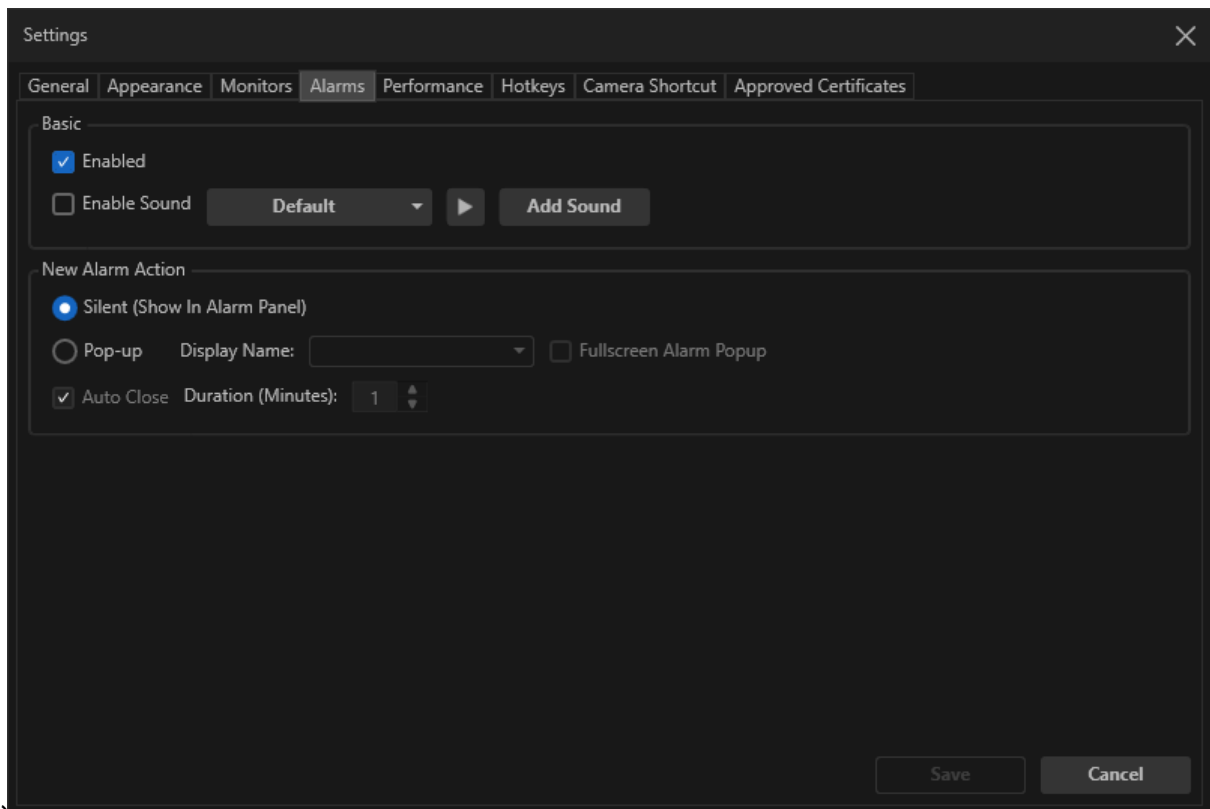 Settings
General Appearance Monitors Alarms Performance Hotkeys Camera Shortcut Approved Certificates
Basic
Enabled
Enable Sound Default Add Sound
New Alarm Action
Silent (Show In Alarm Panel)
Pop-up Display Name: Fullscreen Alarm Popup
Auto Close Duration (Minutes): 1
Save Cancel